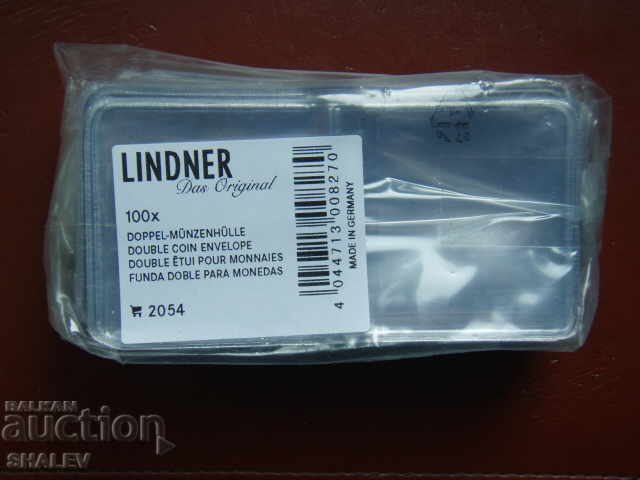 LINDNER
Das Original
100x
DOPPEL-MÜNZENHÜLLE
DOUBLE COIN ENVELOPE
DOUBLE ÉTUI POUR MONNAIES
FUNDA DOBLE PARA MONEDAS
2054
4 044713 008270
MADE IN GERMANY
BALKAN
auction
SHALEV